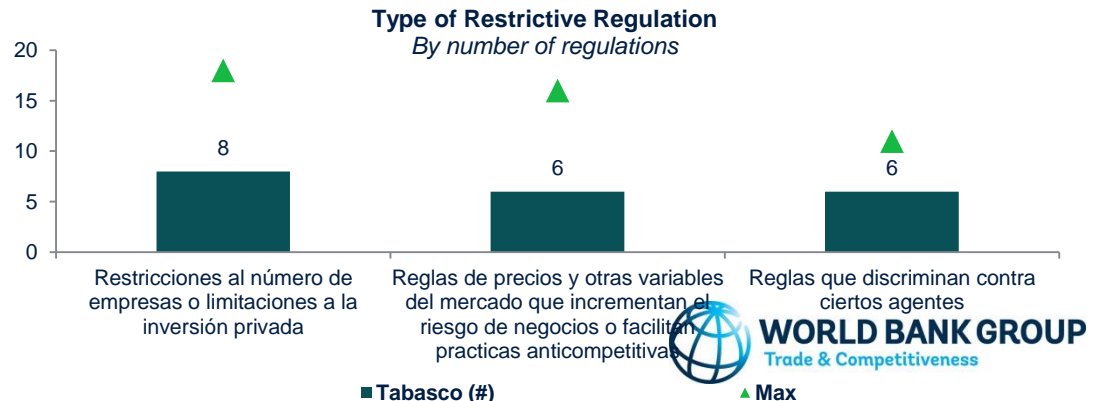 Type of Restrictive Regulation
By number of regulations
20
15
10
5
0
8
6
6
Restricciones al número de
empresas o limitaciones a la
inversión privada
Reglas de precios y otras variables
del mercado que incrementan el
riesgo de negocios o facilitan
practicas anticompetitivas
Reglas que discriminan contra
ciertos agentes
WORLD BANK GROUP
Trade & Competitiveness
Tabasco (#)
Max